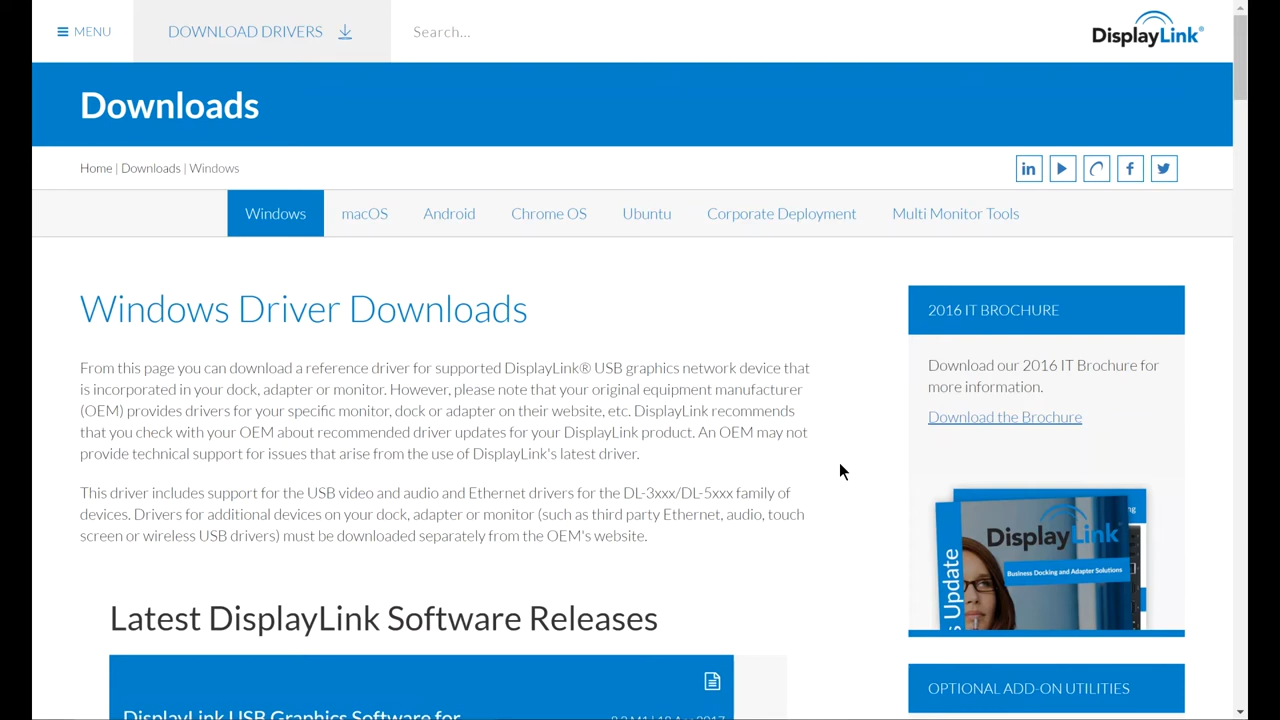 MENU
DOWNLOAD DRIVERS
Search...
DisplayLink®
Downloads
Home | Downloads | Windows
Windows
macOS
Android
Chrome OS
Ubuntu
Corporate Deployment
Multi Monitor Tools
Windows Driver Downloads
From this page you can download a reference driver for supported DisplayLink® USB graphics network device that
is incorporated in your dock, adapter or monitor. However, please note that your original equipment manufacturer
(OEM) provides drivers for your specific monitor, dock or adapter on their website, etc. DisplayLink recommends
that you check with your OEM about recommended driver updates for your DisplayLink product. An OEM may not
provide technical support for issues that arise from the use of DisplayLink's latest driver.
This driver includes support for the USB video and audio and Ethernet drivers for the DL-3xxx/DL-5xxx family of
devices. Drivers for additional devices on your dock, adapter or monitor (such as third party Ethernet, audio, touch
screen or wireless USB drivers) must be downloaded separately from the OEM's website.
Latest DisplayLink Software Releases
DisplayLink USB Graphics Software for
2016 IT BROCHURE
Download our 2016 IT Brochure for
more information.
Download the Brochure
DisplayLink
Business Docking and Adapter Solutions
Update
OPTIONAL ADD-ON UTILITIES